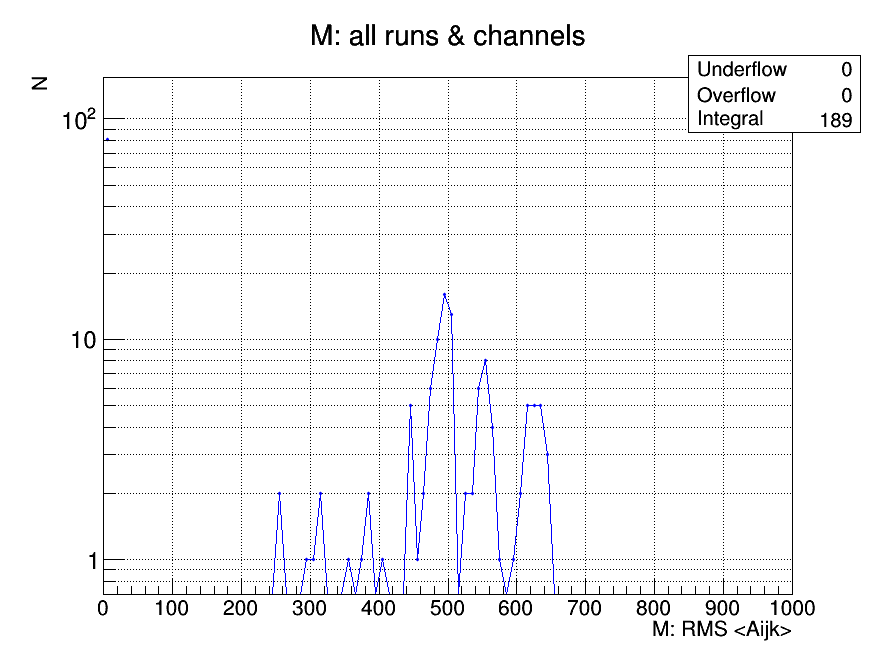 M: all runs & channels
N
Underflow 0
Overflow 0
Integral 189
10²
10
1
0 100 200 300 400 500 600 700 800 900 1000
M: RMS <Aijk>